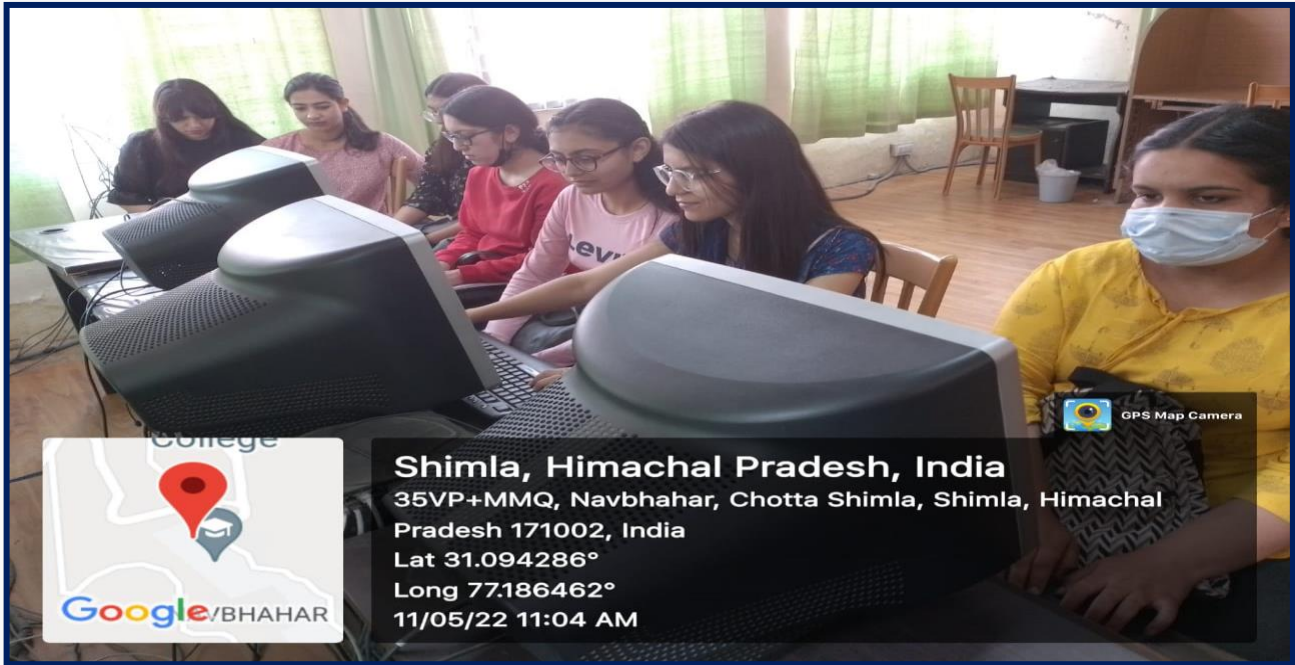 Levi
GPS Map Camera
College
Google
VBHAHAR
Shimla, Himachal Pradesh, India
35VP+MMQ, Navbhahar, Chotta Shimla, Shimla, Himachal
Pradesh 171002, India
Lat 31.094286°
Long 77.186462°
11/05/22 11:04 AM